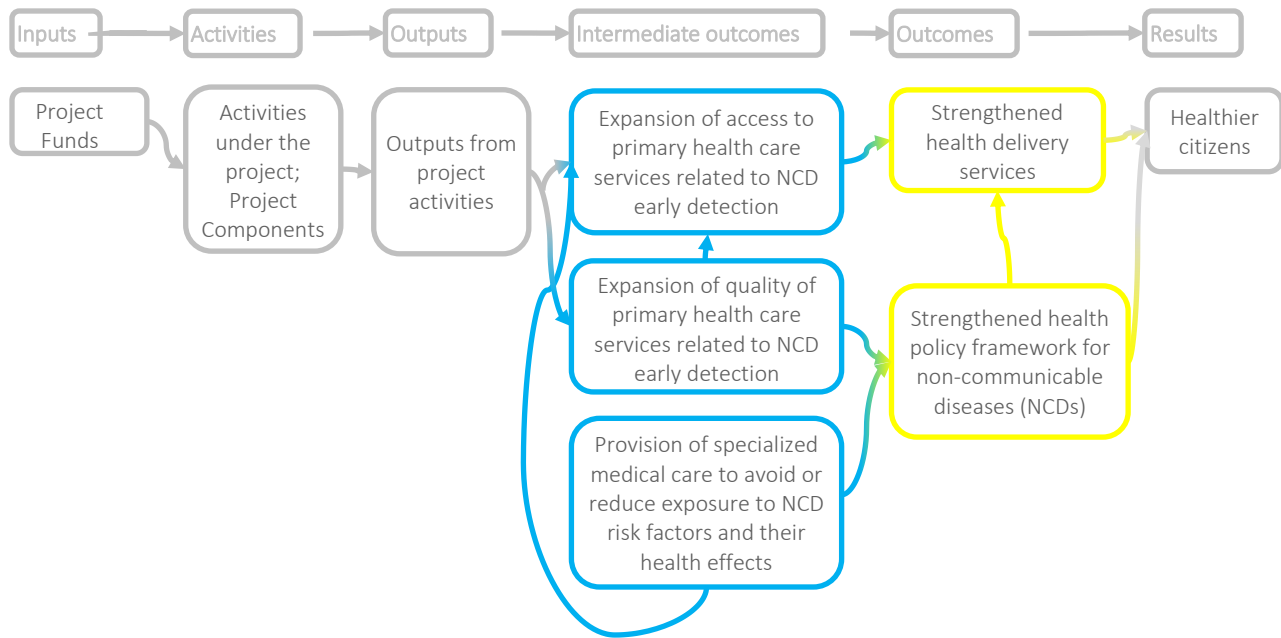 Inputs
Activities
Outputs
Intermediate outcomes
Outcomes
Results
Project
Funds
Activities
under the
project;
Project
Components
Outputs from
project
activities
Expansion of access to
primary health care
services related to NCD
early detection
Strengthened
health delivery
services
Healthier
citizens
Expansion of quality of
primary health care
services related to NCD
early detection
Strengthened health
policy framework for
non-communicable
diseases (NCDs)
Provision of specialized
medical care to avoid or
reduce exposure to NCD
risk factors and their
health effects